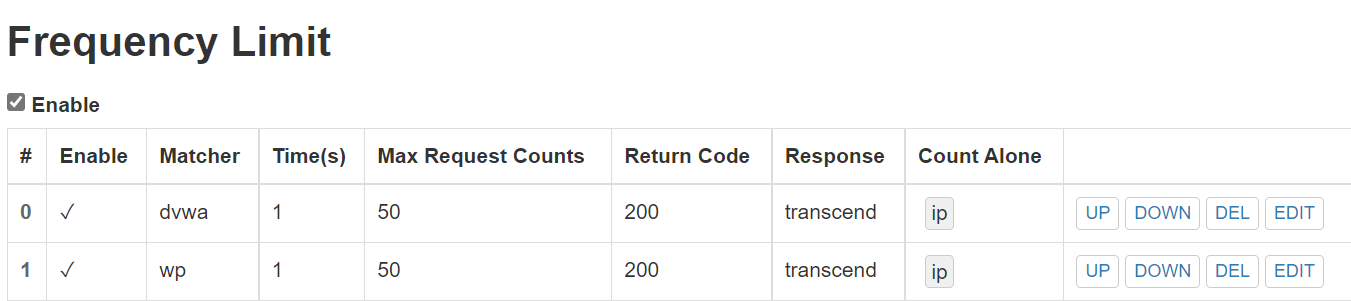 Frequency Limit
Enable
# Enable Matcher Time(s) Max Request Counts Return Code Response Count Alone
0 ✓ dvwa 1 50 200 transcend ip UP DOWN DEL EDIT
1 ✓ wp 1 50 200 transcend ip UP DOWN DEL EDIT